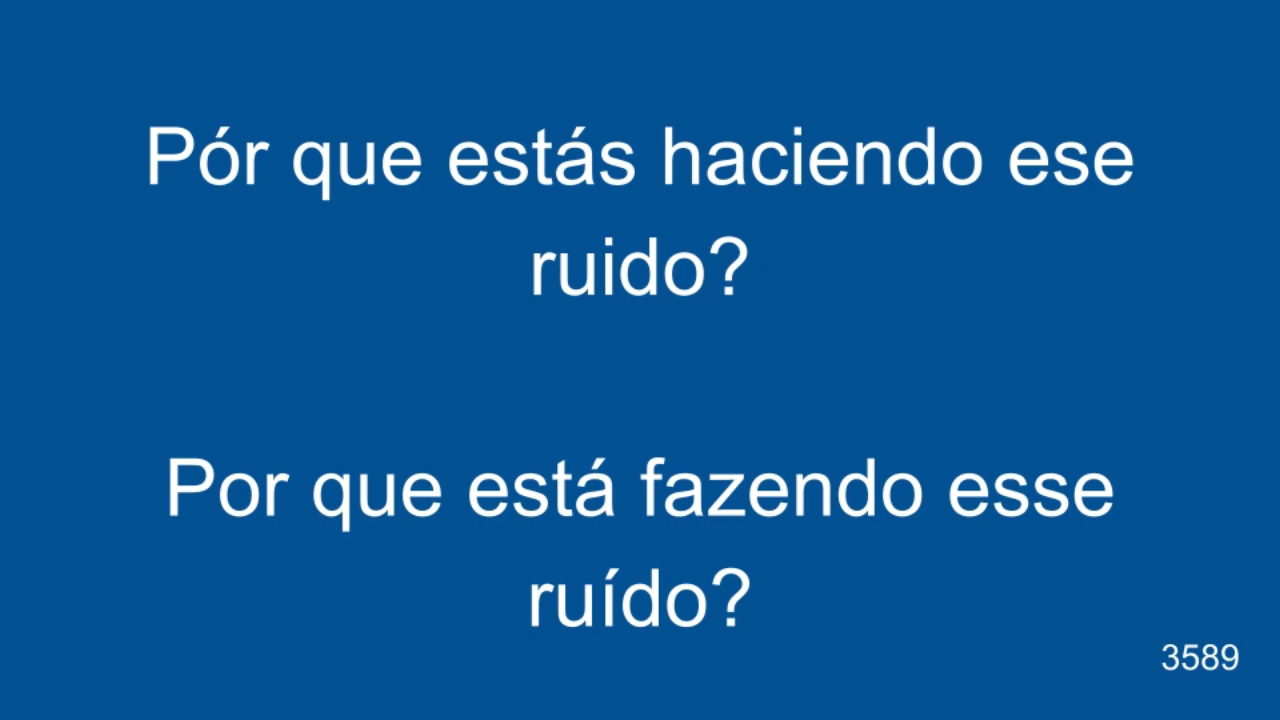 Pór que estás haciendo ese
ruido?
Por que está fazendo esse
ruído?
3589